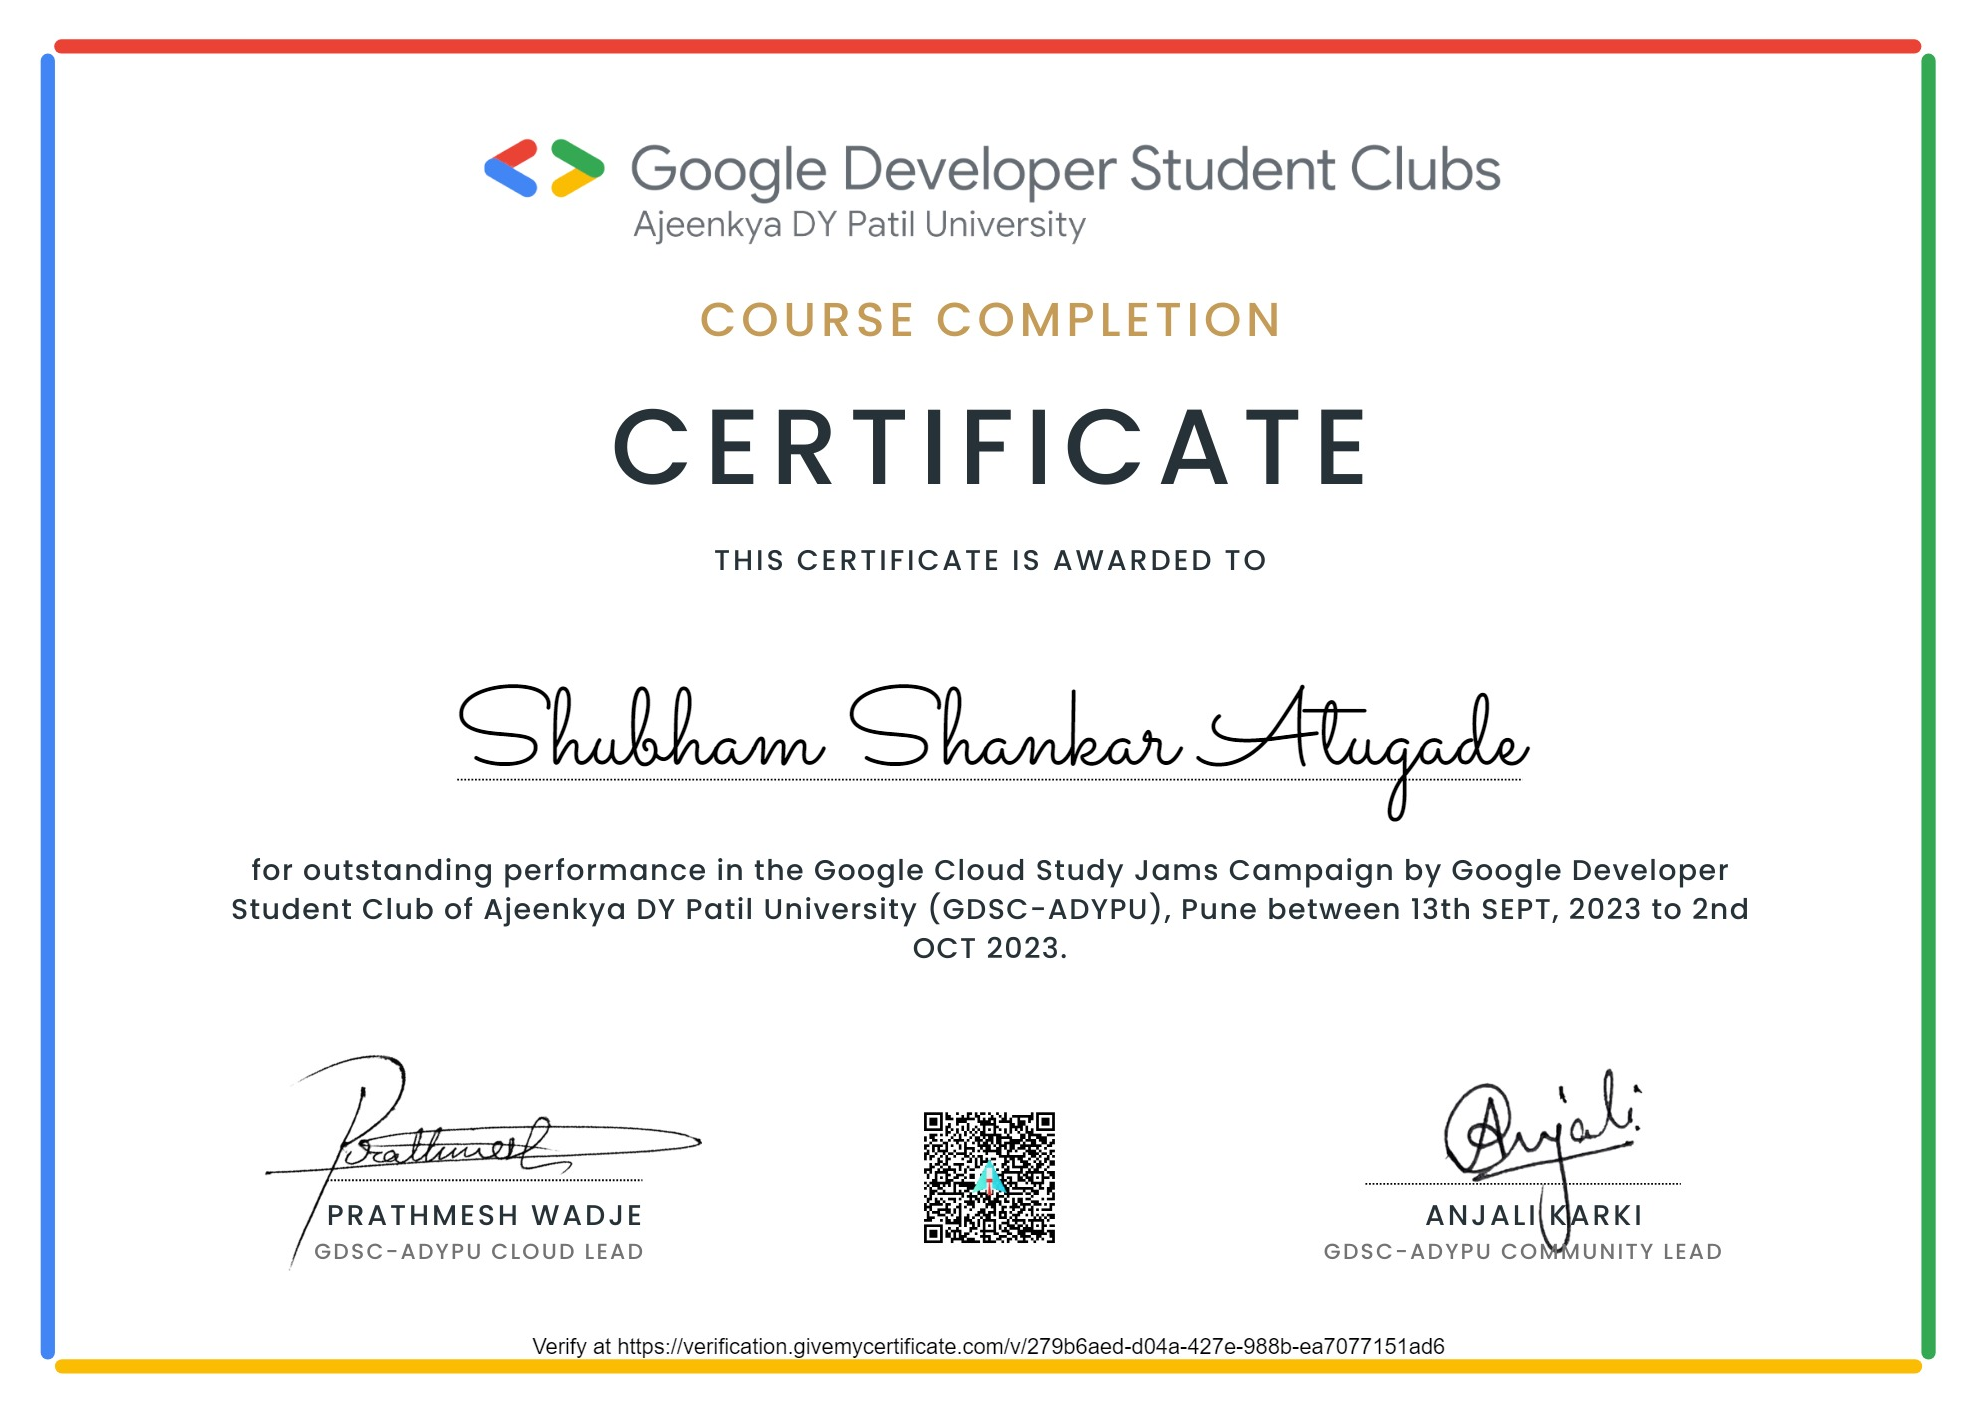 Google Developer Student Clubs
Ajeenkya DY Patil University
COURSE COMPLETION
CERTIFICATE
THIS CERTIFICATE IS AWARDED TO
Shubham Shankar Atugade
for outstanding performance in the Google Cloud Study Jams Campaign by Google Developer
Student Club of Ajeenkya DY Patil University (GDSC-ADYPU), Pune between 13th SEPT, 2023 to 2nd
OCT 2023.
Prathmesh
PRATHMESH WADJE
GDSC-ADYPU CLOUD LEAD
Anjali
ANJALI KARKI
GDSC-ADYPU COMMUNITY LEAD
Verify at https://verification.givemycertificate.com/v/279b6aed-d04a-427e-988b-ea7077151ad6